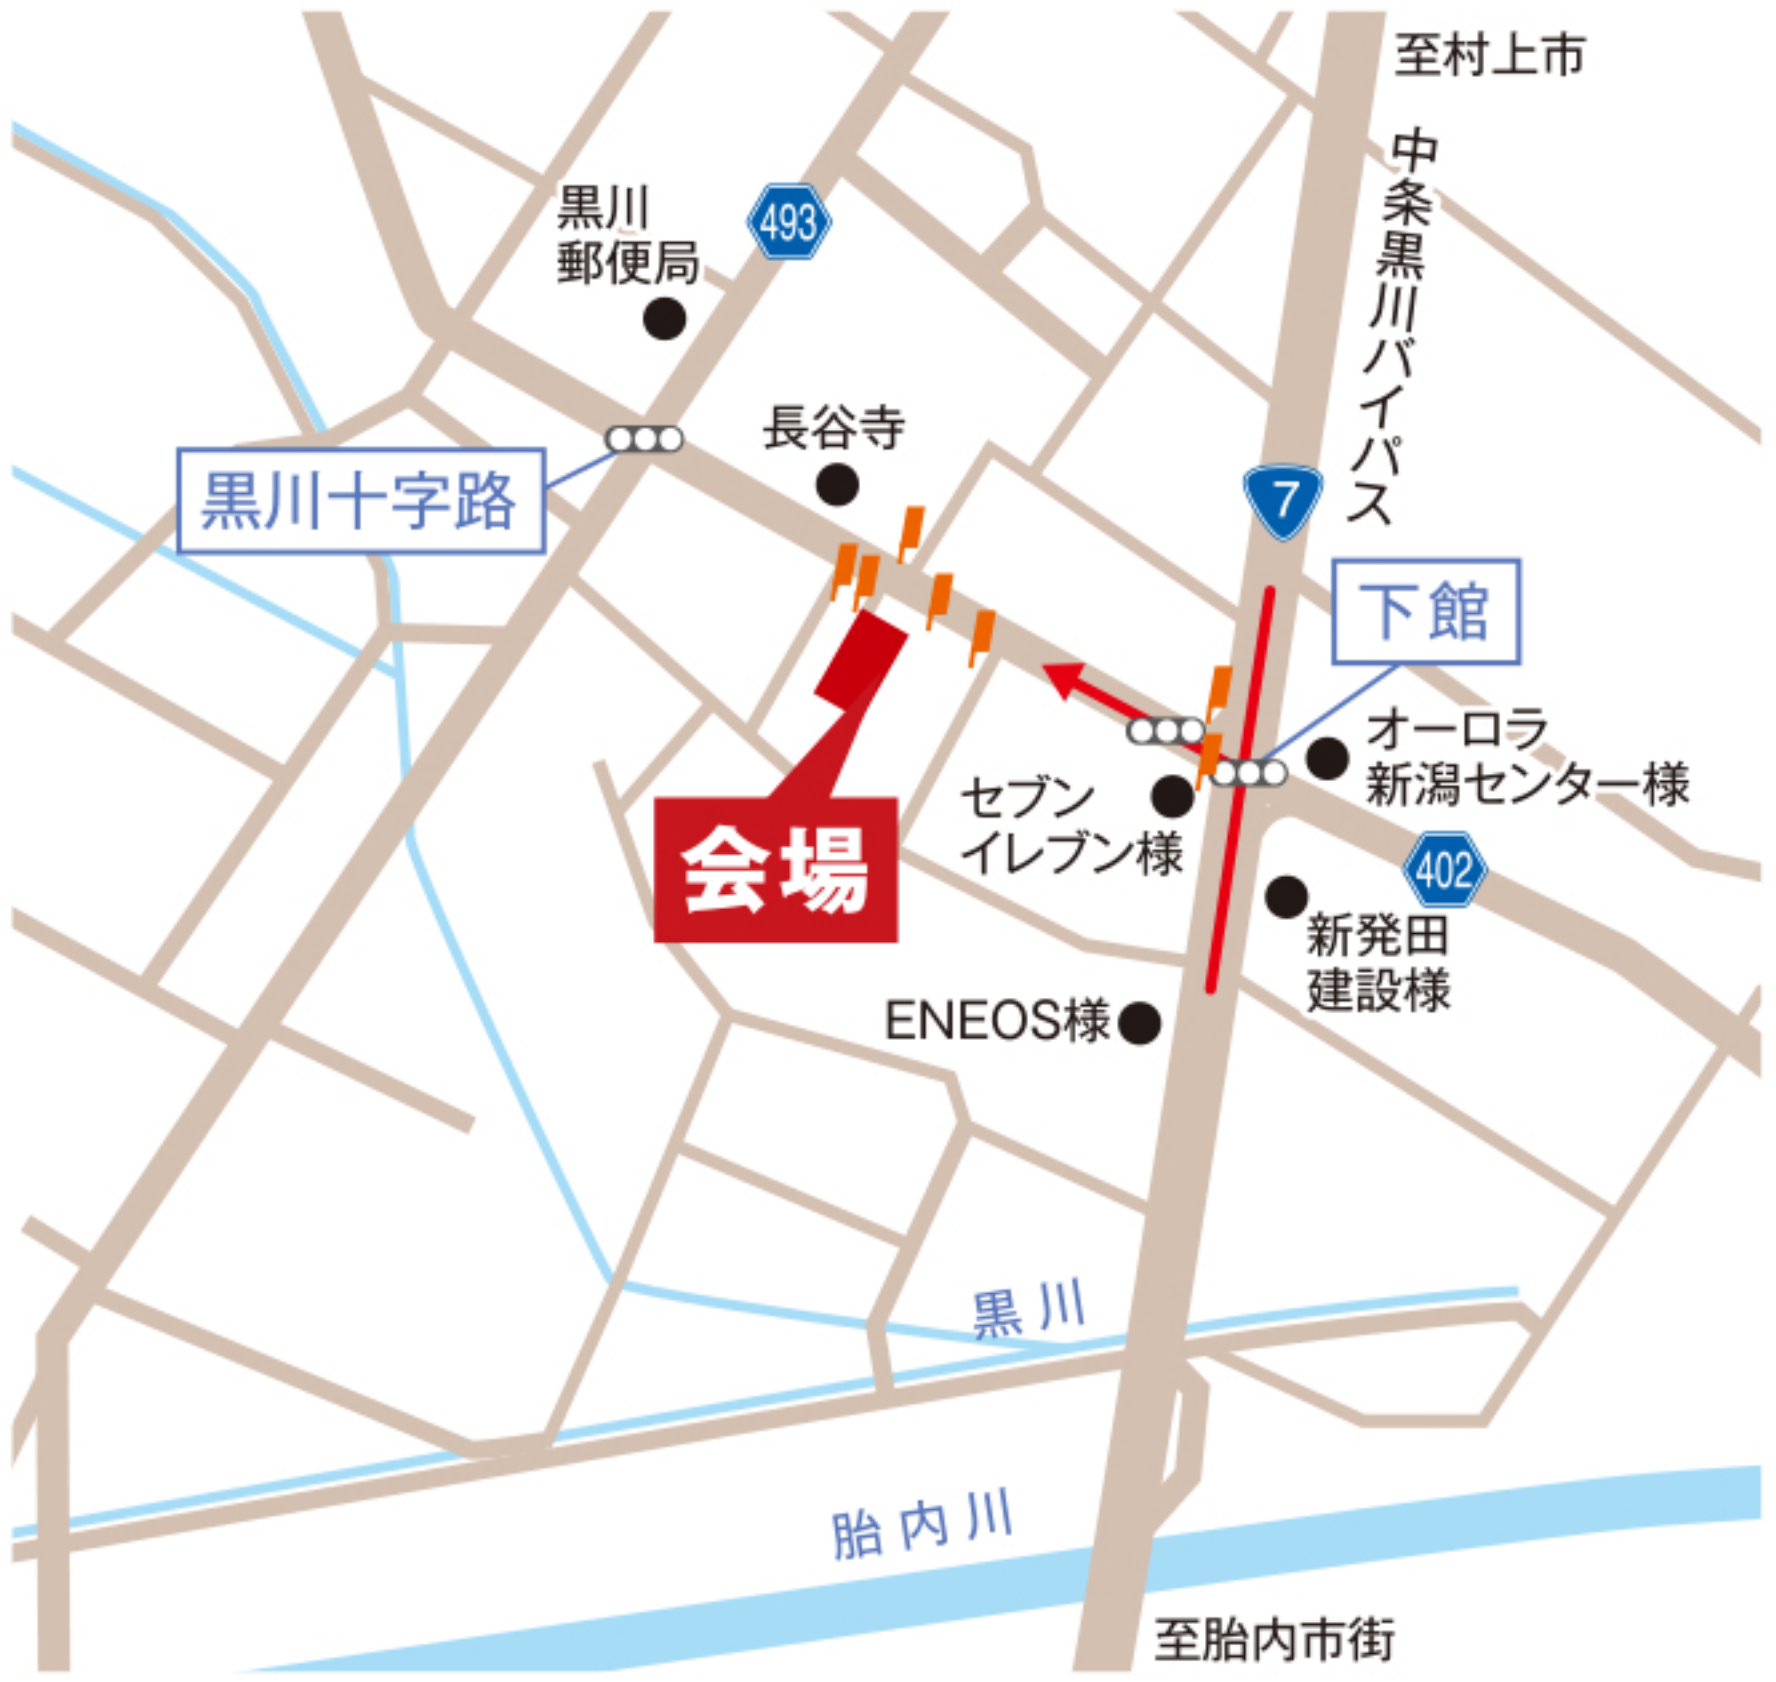 至村上市
中条黒川バイパス
黒川
郵便局
493
長谷寺
黒川十字路
7
下館
オーロラ
新潟センター様
セブン
イレブン様
402
会場
新発田
建設様
ENEOS様
黒川
胎内川
至胎内市街